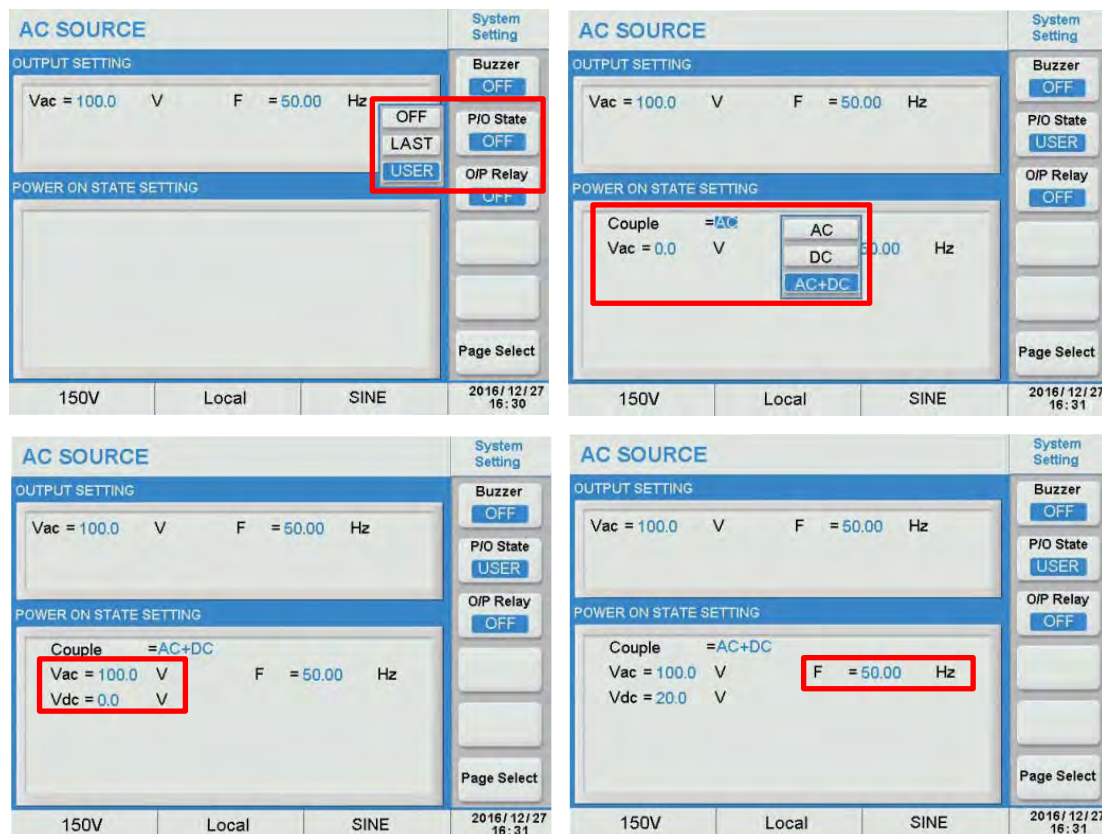 AC SOURCE
System
Setting
OUTPUT SETTING
Vac = 100.0 V F = 50.00 Hz
OFF
LAST
USER
Buzzer
OFF
P/O State
OFF
O/P Relay
OFF
POWER ON STATE SETTING
Page Select
150V Local SINE
2016/12/27
16:30
AC SOURCE
System
Setting
OUTPUT SETTING
Vac = 100.0 V F = 50.00 Hz
Buzzer
OFF
P/O State
USER
O/P Relay
OFF
POWER ON STATE SETTING
Couple =AC
Vac = 0.0 V Hz
AC
DC
AC+DC
Page Select
150V Local SINE
2016/12/27
16:31
AC SOURCE
System
Setting
OUTPUT SETTING
Vac = 100.0 V F = 50.00 Hz
Buzzer
OFF
P/O State
USER
O/P Relay
OFF
POWER ON STATE SETTING
Couple =AC+DC
Vac = 100.0 V F = 50.00 Hz
Vdc = 0.0 V
Page Select
150V Local SINE
2016/12/27
16:31
AC SOURCE
System
Setting
OUTPUT SETTING
Vac = 100.0 V F = 50.00 Hz
Buzzer
OFF
P/O State
USER
O/P Relay
OFF
POWER ON STATE SETTING
Couple =AC+DC
Vac = 100.0 V F = 50.00 Hz
Vdc = 20.0 V
Page Select
150V Local SINE
2016/12/27
16:31